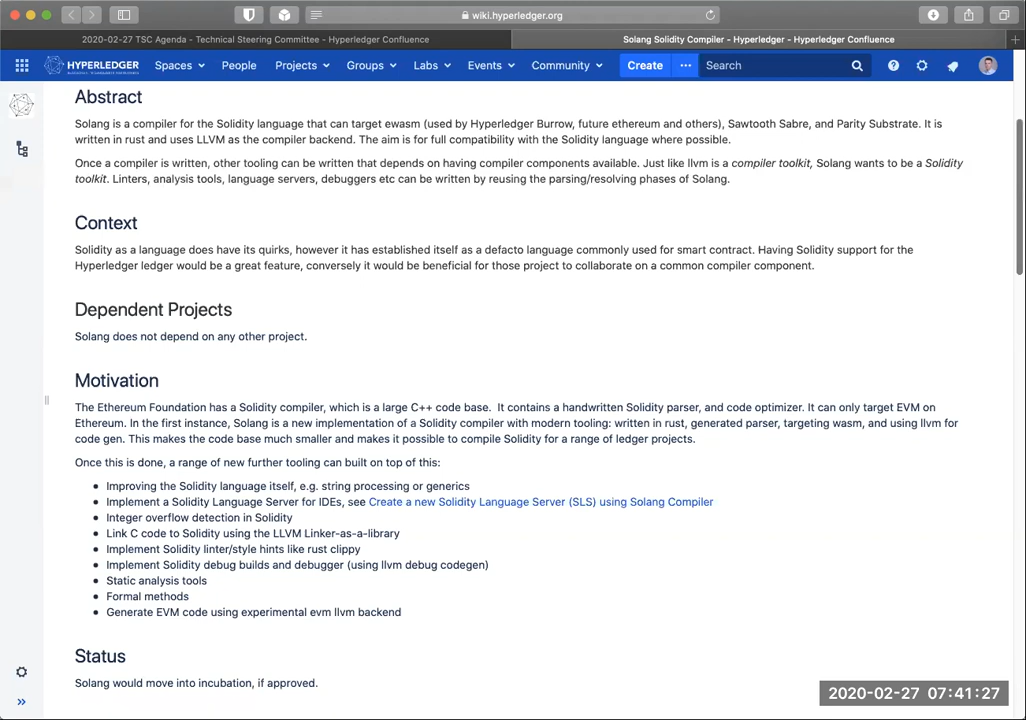 wiki.hyperledger.org
2020-02-27 TSC Agenda - Technical Steering Committee - Hyperledger Confluence
Solang Solidity Compiler - Hyperledger - Hyperledger Confluence
HYPERLEDGER Spaces People Projects Groups Labs Events Community Create ··· Search
Abstract
Solang is a compiler for the Solidity language that can target ewasm (used by Hyperledger Burrow, future ethereum and others), Sawtooth Sabre, and Parity Substrate. It is
written in rust and uses LLVM as the compiler backend. The aim is for full compatibility with the Solidity language where possible.
Once a compiler is written, other tooling can be written that depends on having compiler components available. Just like llvm is a compiler toolkit, Solang wants to be a Solidity
toolkit. Linters, analysis tools, language servers, debuggers etc can be written by reusing the parsing/resolving phases of Solang.
Context
Solidity as a language does have its quirks, however it has established itself as a defacto language commonly used for smart contract. Having Solidity support for the
Hyperledger ledger would be a great feature, conversely it would be beneficial for those project to collaborate on a common compiler component.
Dependent Projects
Solang does not depend on any other project.
Motivation
The Ethereum Foundation has a Solidity compiler, which is a large C++ code base. It contains a handwritten Solidity parser, and code optimizer. It can only target EVM on
Ethereum. In the first instance, Solang is a new implementation of a Solidity compiler with modern tooling: written in rust, generated parser, targeting wasm, and using llvm for
code gen. This makes the code base much smaller and makes it possible to compile Solidity for a range of ledger projects.
Once this is done, a range of new further tooling can built on top of this:
• Improving the Solidity language itself, e.g. string processing or generics
• Implement a Solidity Language Server for IDEs, see Create a new Solidity Language Server (SLS) using Solang Compiler
• Integer overflow detection in Solidity
• Link C code to Solidity using the LLVM Linker-as-a-library
• Implement Solidity linter/style hints like rust clippy
• Implement Solidity debug builds and debugger (using llvm debug codegen)
• Static analysis tools
• Formal methods
• Generate EVM code using experimental evm llvm backend
Status
Solang would move into incubation, if approved.
2020-02-27 07:41:27